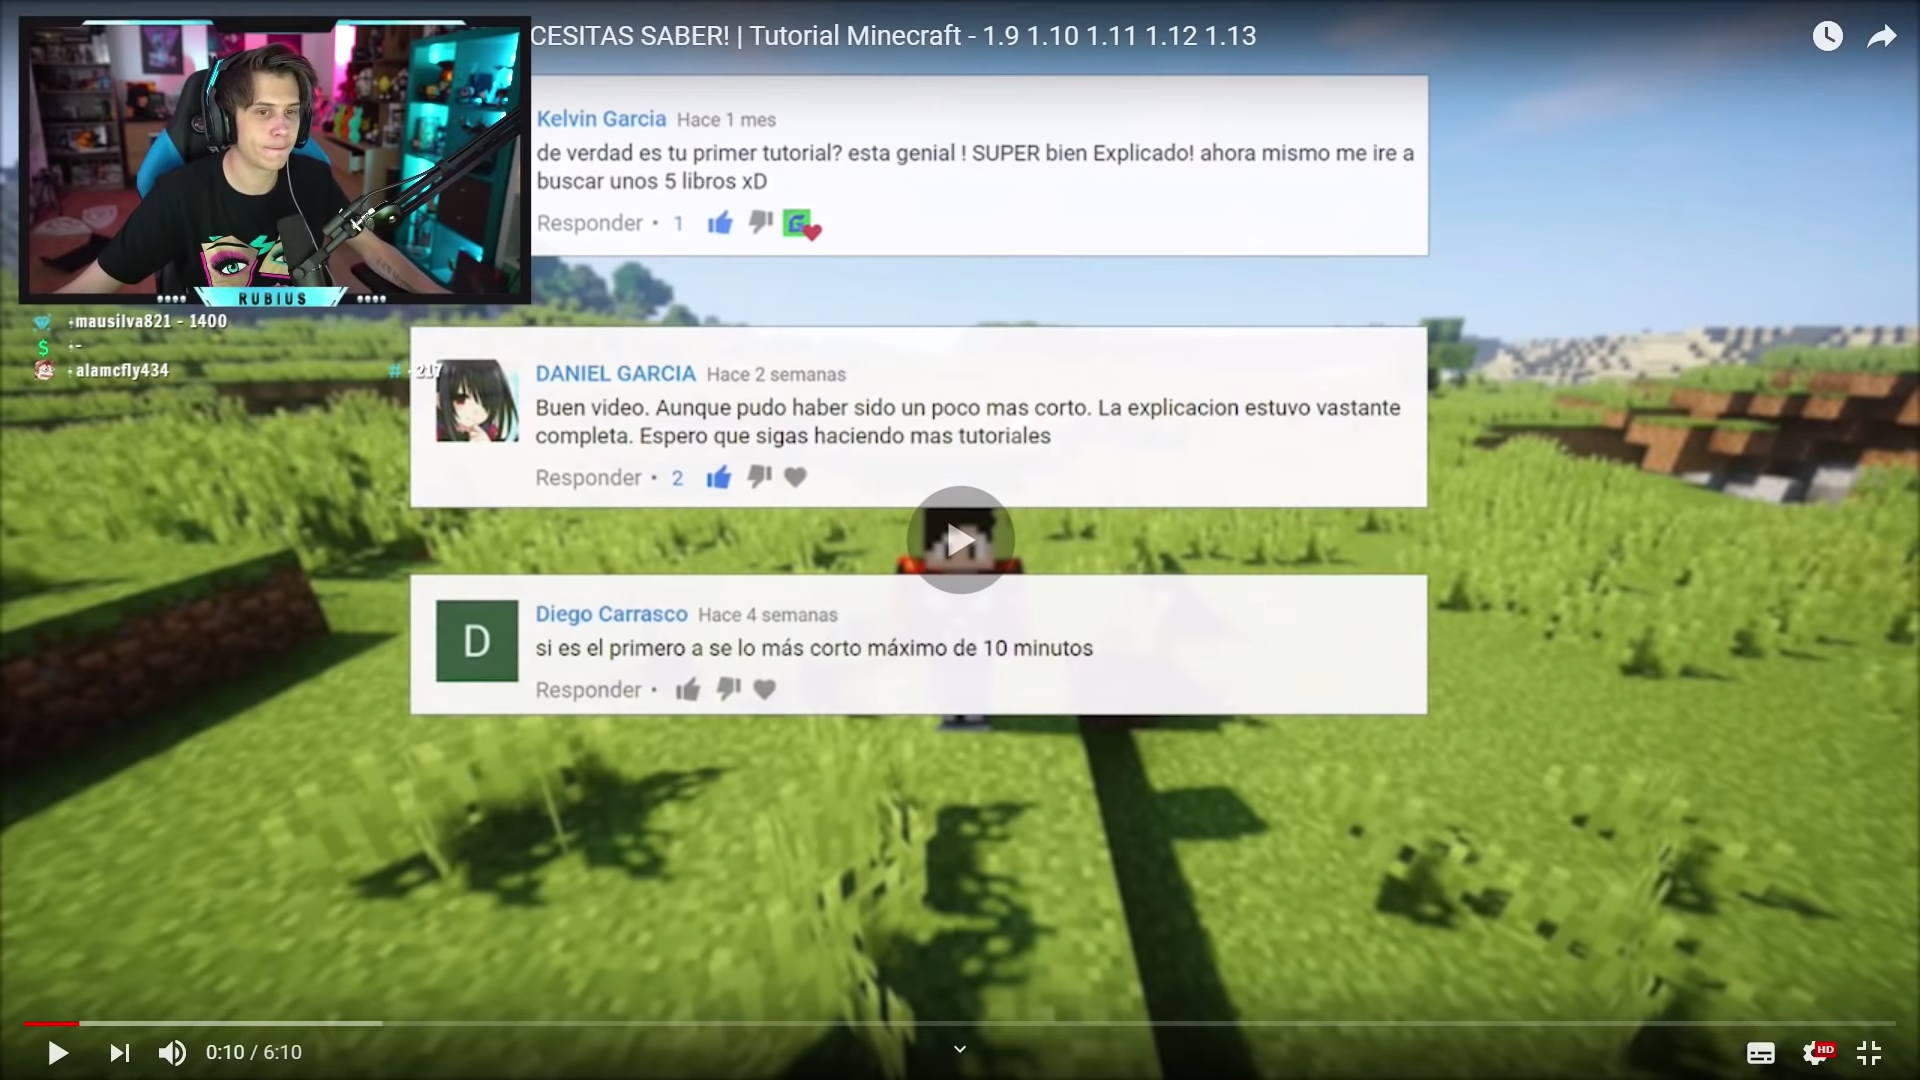 CESITAS SABER! | Tutorial Minecraft - 1.9 1.10 1.11 1.12 1.13
Kelvin Garcia Hace 1 mes
de verdad es tu primer tutorial? esta genial ! SUPER bien Explicado! ahora mismo me ire a
buscar unos 5 libros xD
Responder • 1
G
RUBIUS
mausilva821 - 1400
$ -
alamcfly434
# - 217
DANIEL GARCIA Hace 2 semanas
Buen video. Aunque pudo haber sido un poco mas corto. La explicacion estuvo vastante
completa. Espero que sigas haciendo mas tutoriales
Responder • 2
D
Diego Carrasco Hace 4 semanas
si es el primero a se lo más corto máximo de 10 minutos
Responder •
0:10 / 6:10
HD